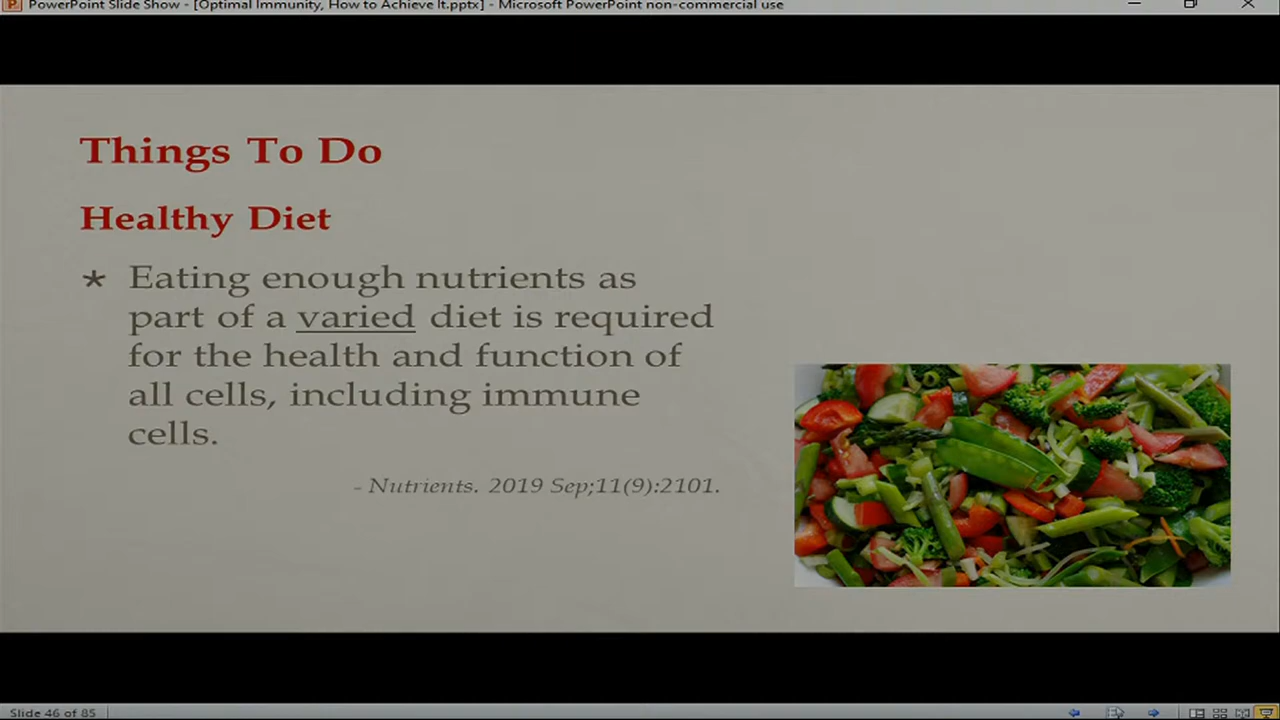 PowerPoint Slide Show - [Optimal Immunity, How to Achieve It.pptx] - Microsoft PowerPoint non-commercial use
Things To Do
Healthy Diet
* Eating enough nutrients as
part of a varied diet is required
for the health and function of
all cells, including immune
cells.
- Nutrients. 2019 Sep;11(9):2101.
Slide 46 of 85